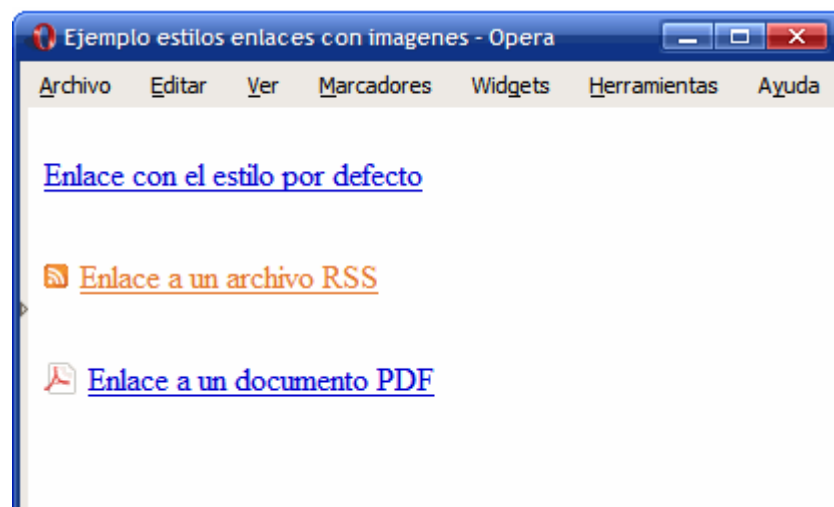 Ejemplo estilos enlaces con imagenes - Opera
Archivo Editar Ver Marcadores Widgets Herramientas Ayuda
Enlace con el estilo por defecto
Enlace a un archivo RSS
Enlace a un documento PDF